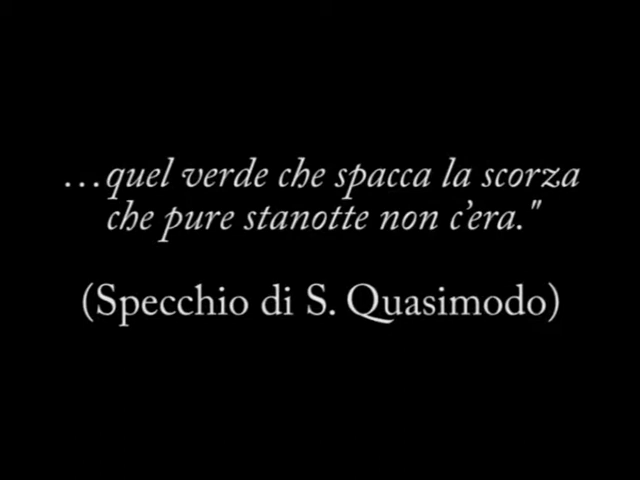 …quel verde che spacca la scorza
che pure stanotte non c’era."
(Specchio di S. Quasimodo)